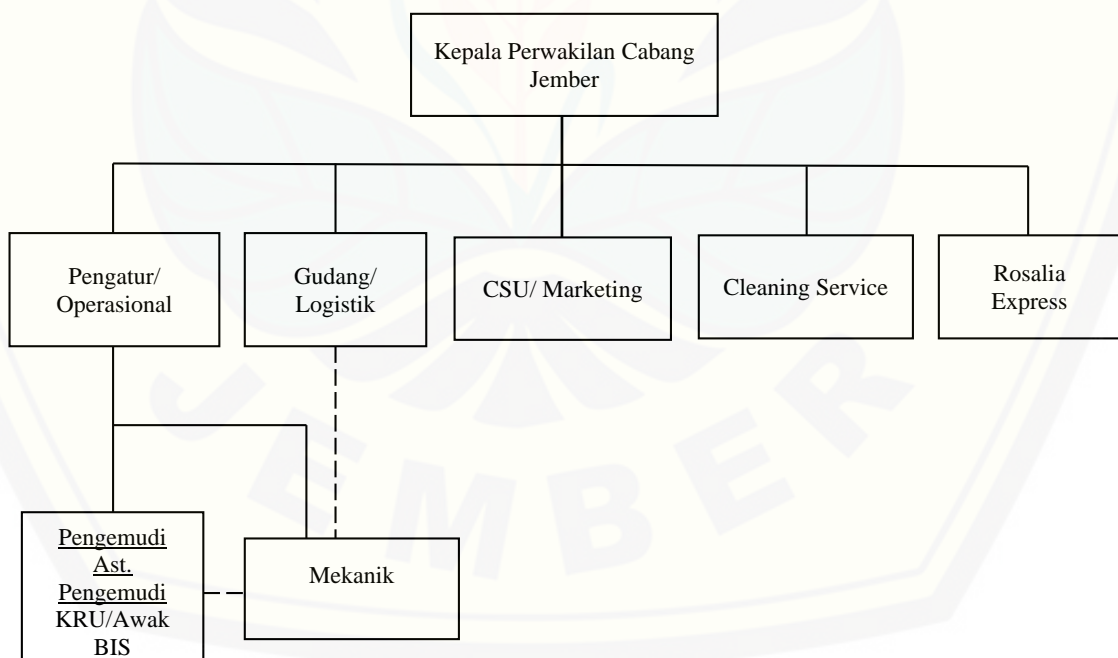 Kepala Perwakilan Cabang
Jember
Pengatur/
Operasional
Gudang/
Logistik
CSU/ Marketing
Cleaning Service
Rosalia
Express
Pengemudi
Ast.
Pengemudi
KRU/Awak
BIS
Mekanik
JEMBER